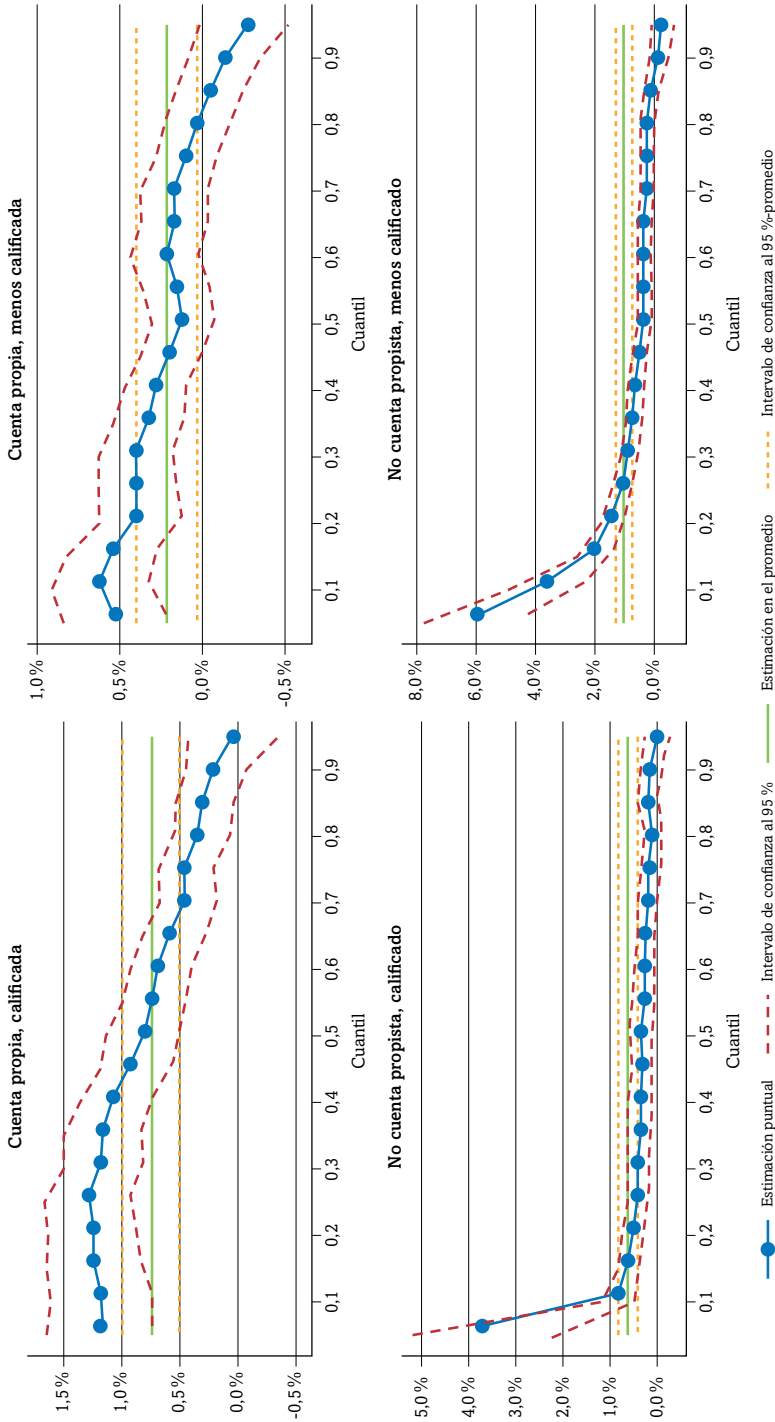 Cuenta propia, calificada
1,5 %
1,0 %
0,5 %
0,0 %
-0,5 %
0,1 0,2 0,3 0,4 0,5 0,6 0,7 0,8 0,9
Cuantil
Cuenta propia, menos calificada
1,0 %
0,5 %
0,0 %
-0,5 %
0,1 0,2 0,3 0,4 0,5 0,6 0,7 0,8 0,9
Cuantil
No cuenta propista, calificado
5,0 %
4,0 %
3,0 %
2,0 %
1,0 %
0,0 %
0,1 0,2 0,3 0,4 0,5 0,6 0,7 0,8 0,9
Cuantil
No cuenta propista, menos calificado
8,0 %
6,0 %
4,0 %
2,0 %
0,0 %
0,1 0,2 0,3 0,4 0,5 0,6 0,7 0,8 0,9
Cuantil
Estimación puntual Intervalo de confianza al 95 % Estimación en el promedio Intervalo de confianza al 95 %-promedio